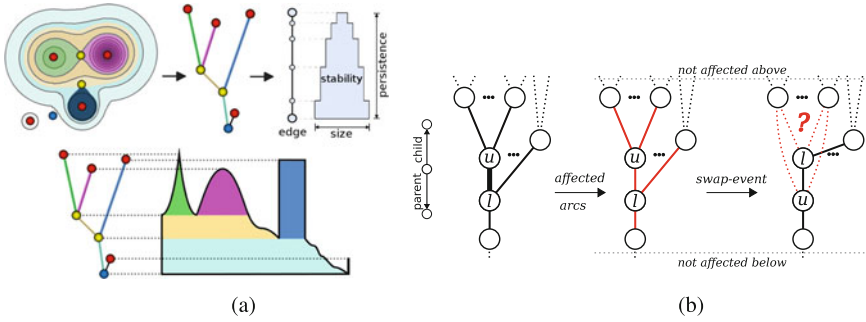 stability
persistence
edge
size
(a)
parent child
u
l
affected
arcs
u
l
swap-event
not affected above
?
l
u
not affected below
(b)